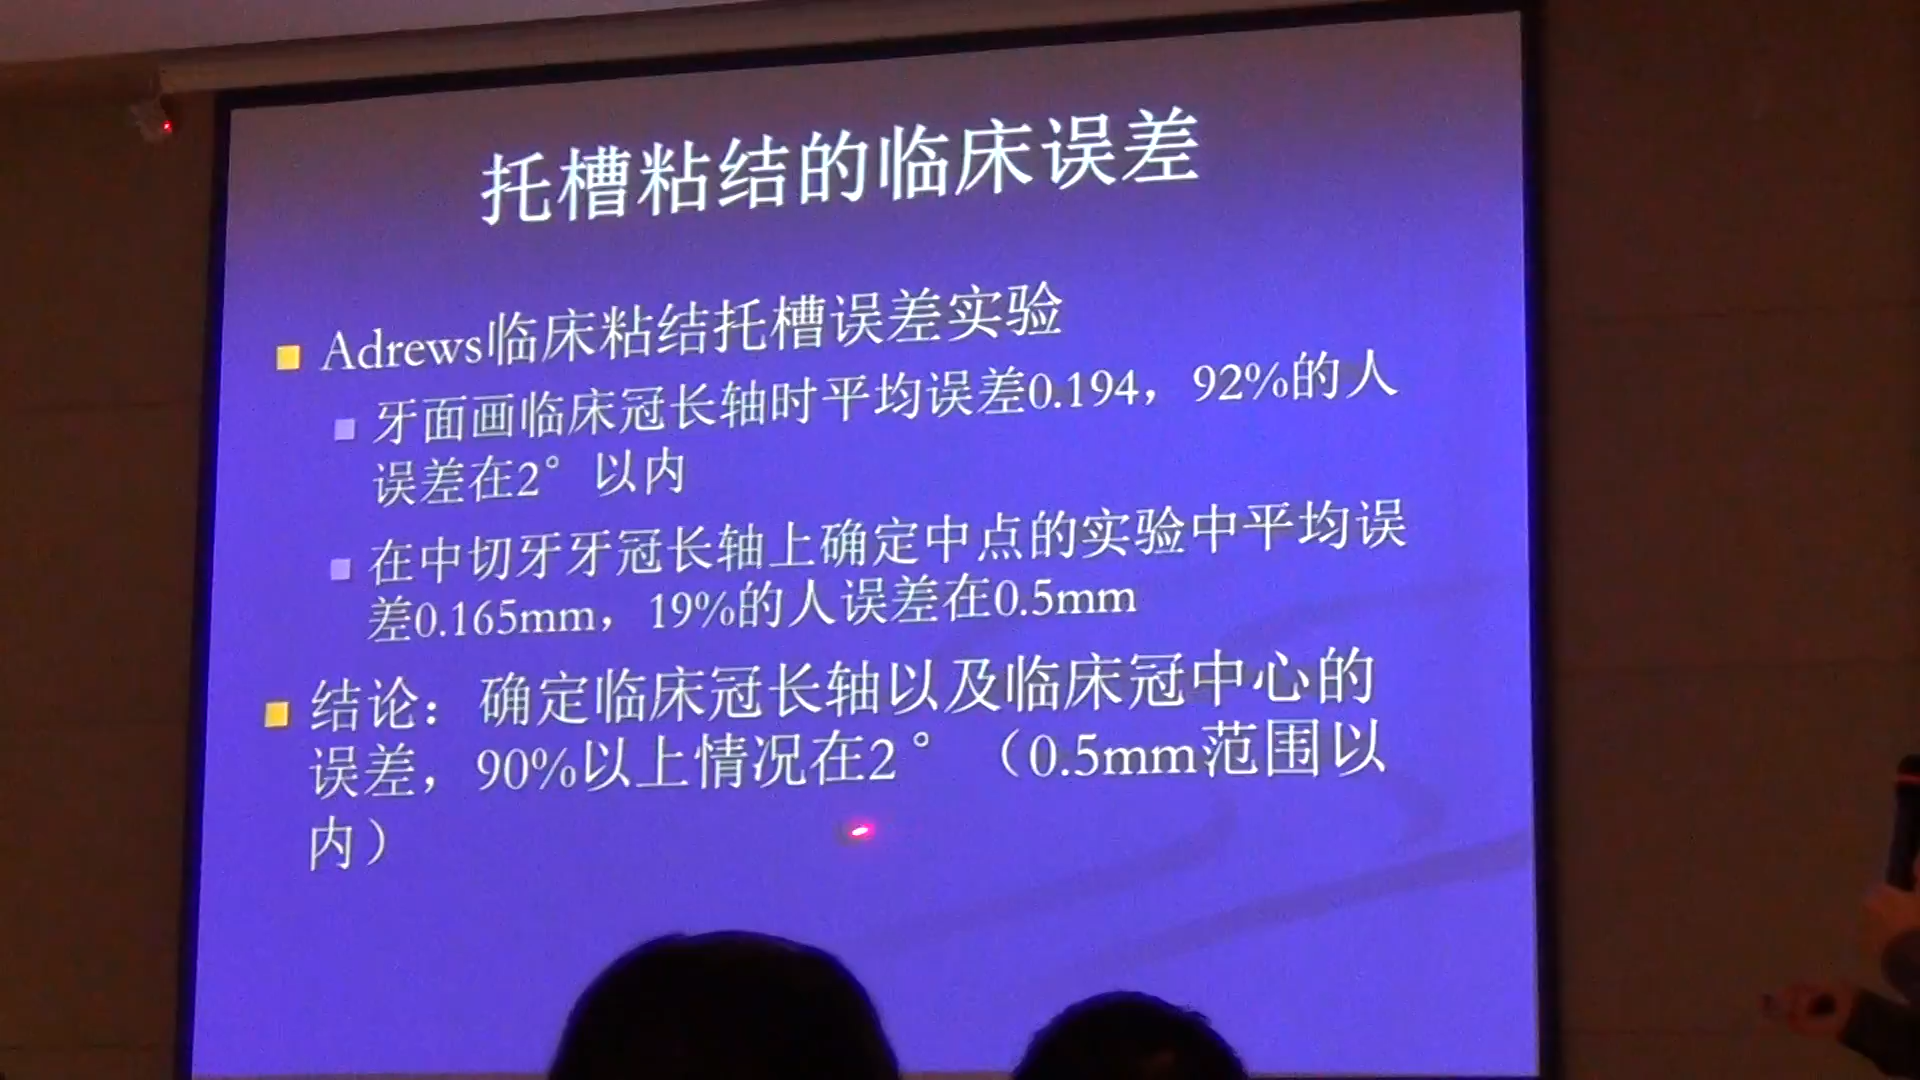 托槽粘结的临床误差
Adrews临床粘结托槽误差实验
牙面画临床冠长轴时平均误差0.194，92%的人
误差在2°以内
在中切牙牙冠长轴上确定中点的实验中平均误
差0.165mm，19%的人误差在0.5mm
结论：确定临床冠长轴以及临床冠中心的
误差，90%以上情况在2°（0.5mm范围以
内）